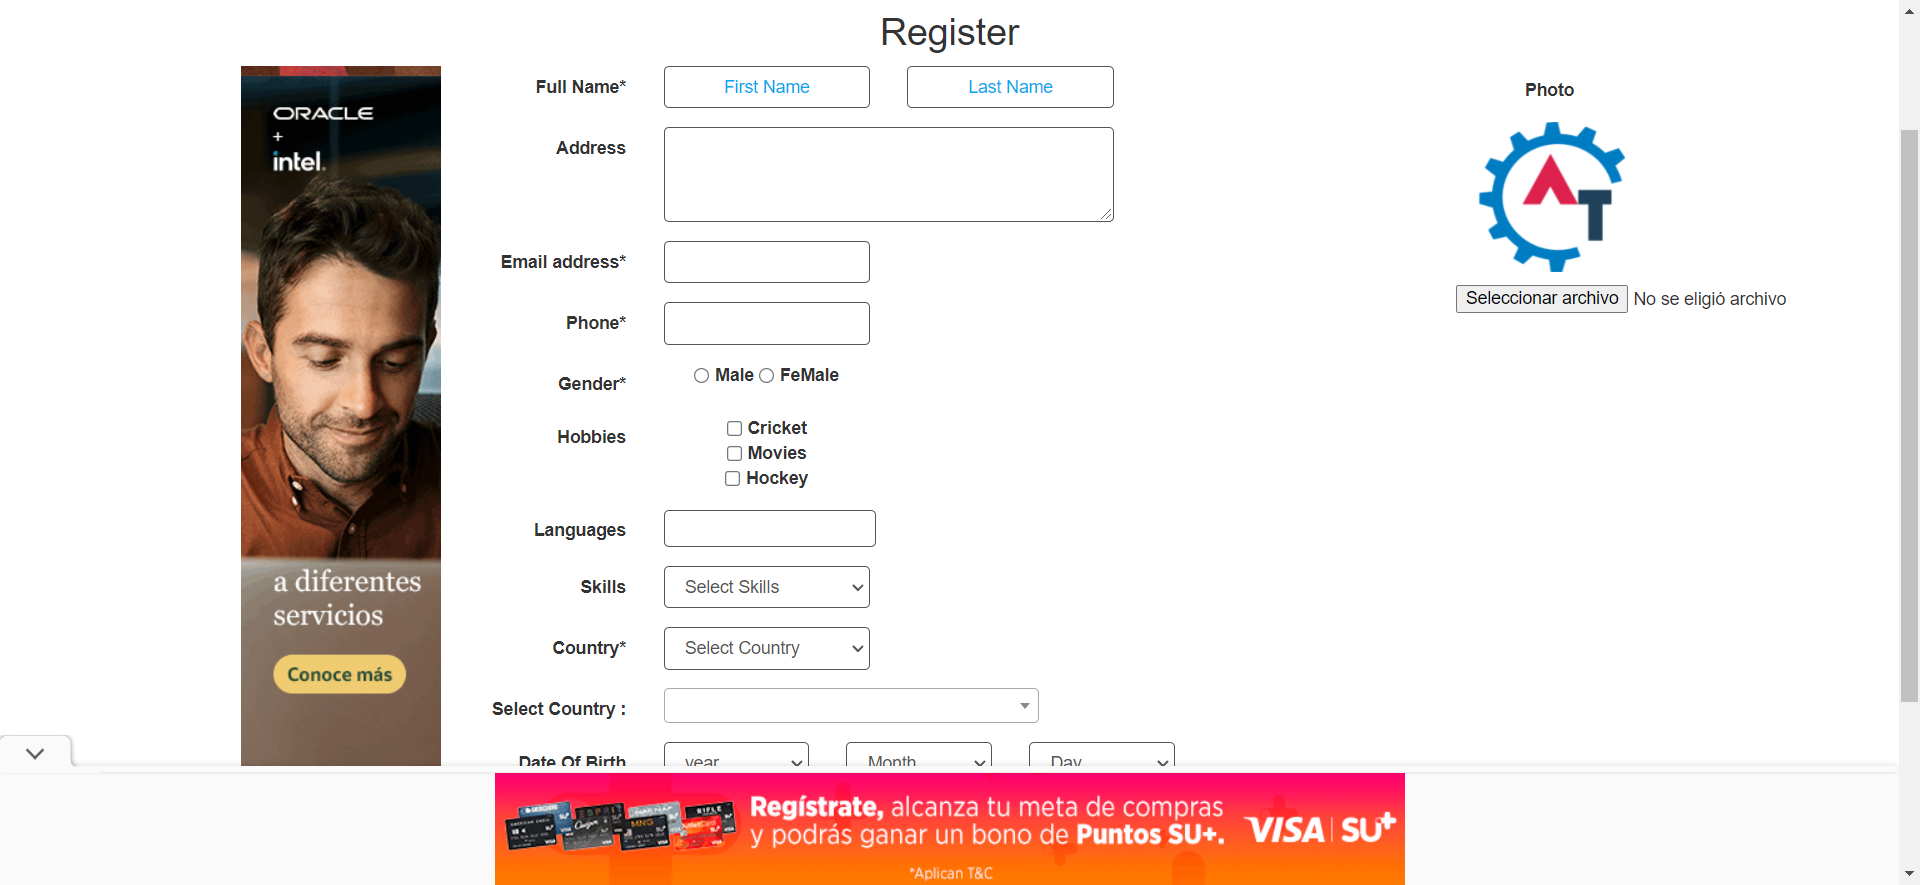 Register
ORACLE
+
intel.
a diferentes
servicios
Conoce más
Full Name*
First Name
Last Name
Address
Email address*
Phone*
Gender*
Male
FeMale
Hobbies
Cricket
Movies
Hockey
Languages
Skills
Select Skills
Country*
Select Country
Select Country :
Date Of Birth
year
Month
Day
Photo
AT
Seleccionar archivo
No se eligió archivo
Regístrate, alcanza tu meta de compras
y podrás ganar un bono de Puntos SU+.
VISA | SU+
*Aplican T&C